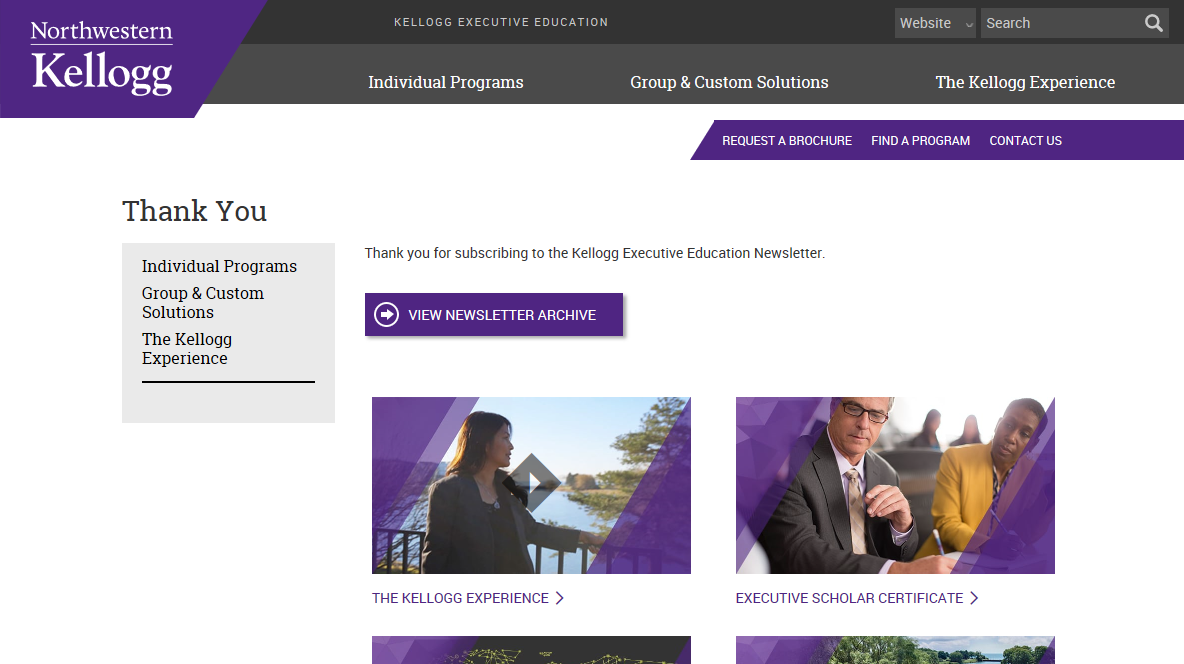 Northwestern
Kellogg
KELLOGG EXECUTIVE EDUCATION
Website
Search
Individual Programs
Group & Custom Solutions
The Kellogg Experience
REQUEST A BROCHURE
FIND A PROGRAM
CONTACT US
Thank You
Individual Programs
Group & Custom
Solutions
The Kellogg
Experience
Thank you for subscribing to the Kellogg Executive Education Newsletter.
VIEW NEWSLETTER ARCHIVE
THE KELLOGG EXPERIENCE
EXECUTIVE SCHOLAR CERTIFICATE